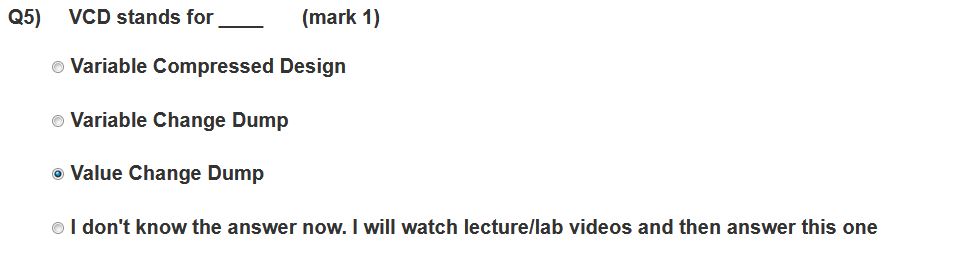 Q5) VCD stands for ____ (mark 1)
Variable Compressed Design
Variable Change Dump
Value Change Dump
I don't know the answer now. I will watch lecture/lab videos and then answer this one